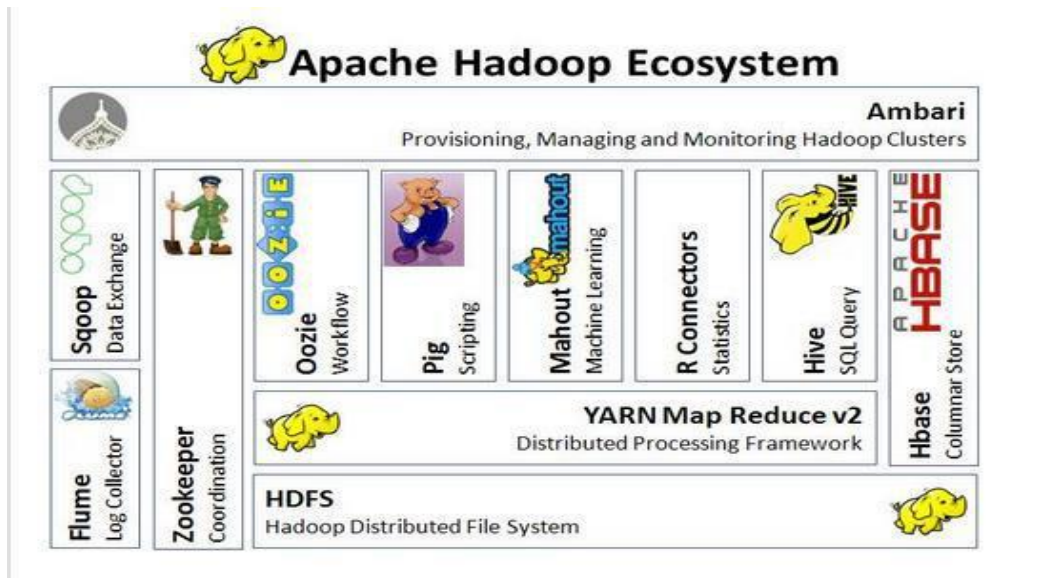 Apache Hadoop Ecosystem
Ambari
Provisioning, Managing and Monitoring Hadoop Clusters
sqoop
Sqoop
Data Exchange
Flume
Log Collector
Zookeeper
Coordination
OOZIE
Oozie
Workflow
Pig
Scripting
mahout
Mahout
Machine Learning
R Connectors
Statistics
HIVE
Hive
SQL Query
APACHE
HBASE
Hbase
Columnar Store
YARN Map Reduce v2
Distributed Processing Framework
HDFS
Hadoop Distributed File System